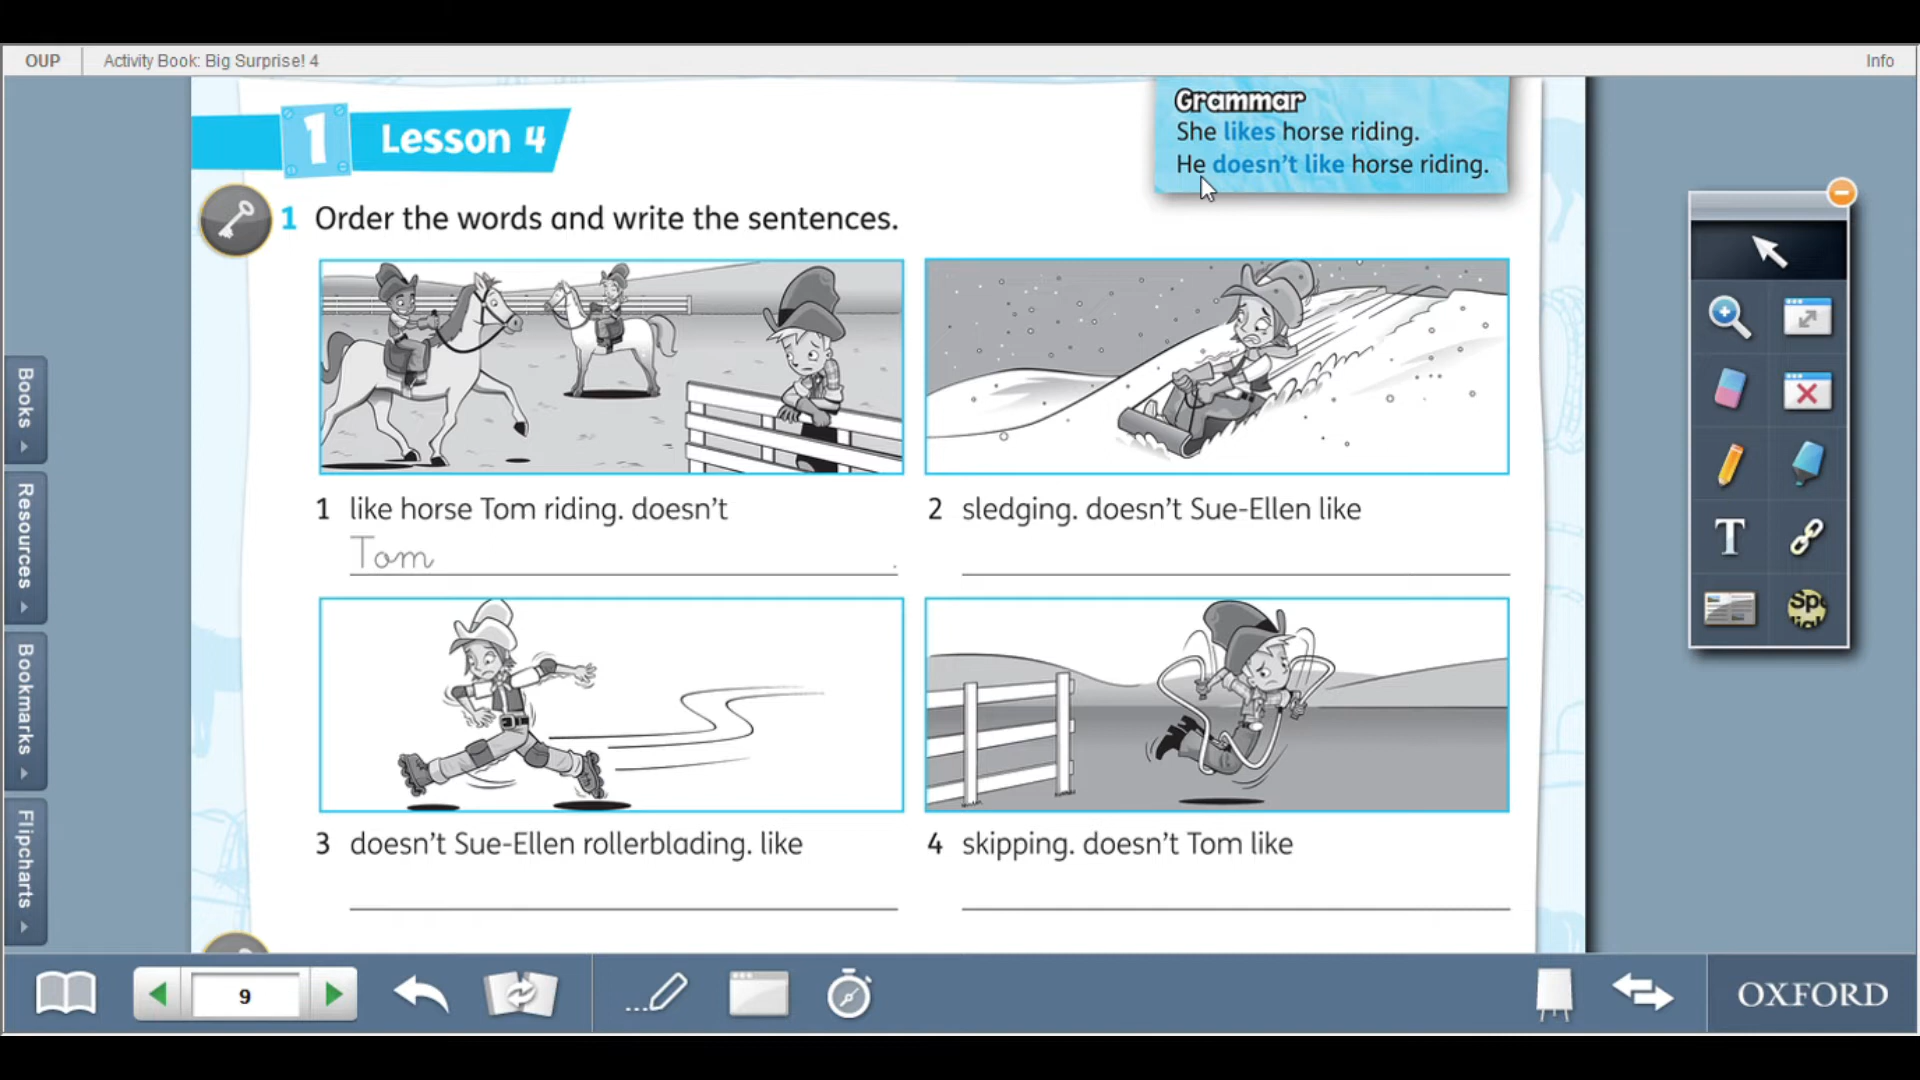 OUP Activity Book: Big Surprise! 4 Info
1 Lesson 4
Grammar
She likes horse riding.
He doesn't like horse riding.
1 Order the words and write the sentences.
1 like horse Tom riding. doesn't
Tom .
2 sledging. doesn't Sue-Ellen like
3 doesn't Sue-Ellen rollerblading. like
4 skipping. doesn't Tom like
Books
Resources
Bookmarks
Flipcharts
T
Spo
light
9
OXFORD